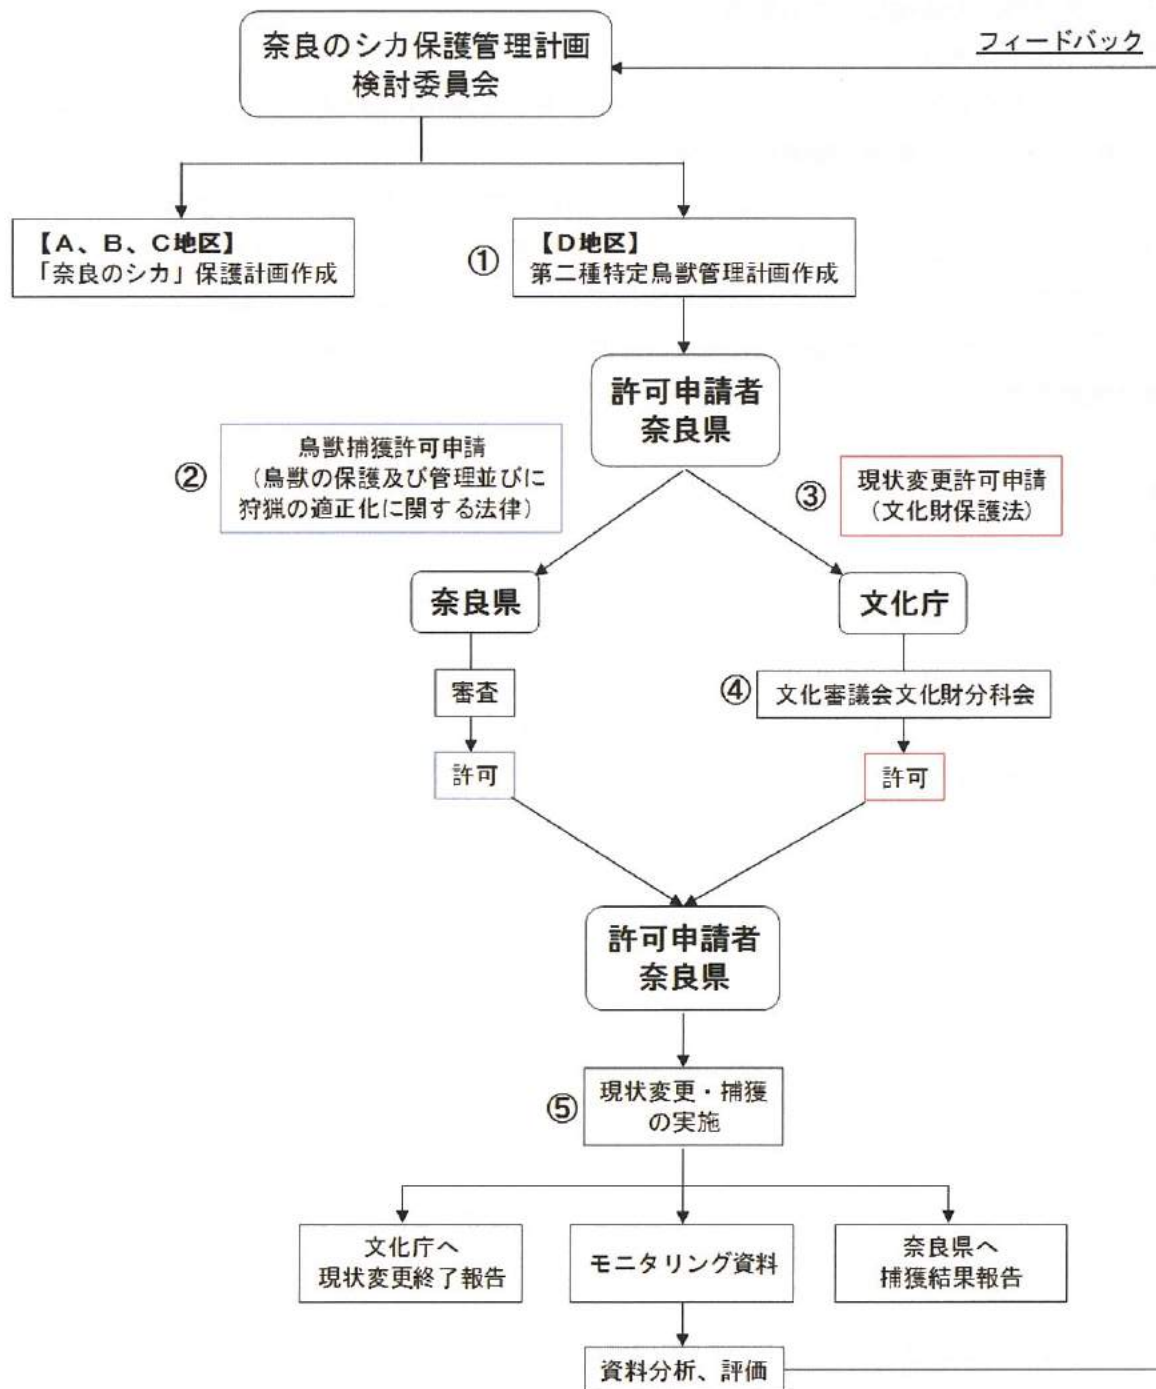 奈良のシカ保護管理計画
検討委員会
フィードバック
【A、B、C地区】
「奈良のシカ」保護計画作成
①
【D地区】
第二種特定鳥獣管理計画作成
許可申請者
奈良県
②
鳥獣捕獲許可申請
（鳥獣の保護及び管理並びに
狩猟の適正化に関する法律）
③
現状変更許可申請
（文化財保護法）
奈良県
文化庁
審査
④
文化審議会文化財分科会
許可
許可
許可申請者
奈良県
⑤
現状変更・捕獲
の実施
文化庁へ
現状変更終了報告
モニタリング資料
奈良県へ
捕獲結果報告
資料分析、評価